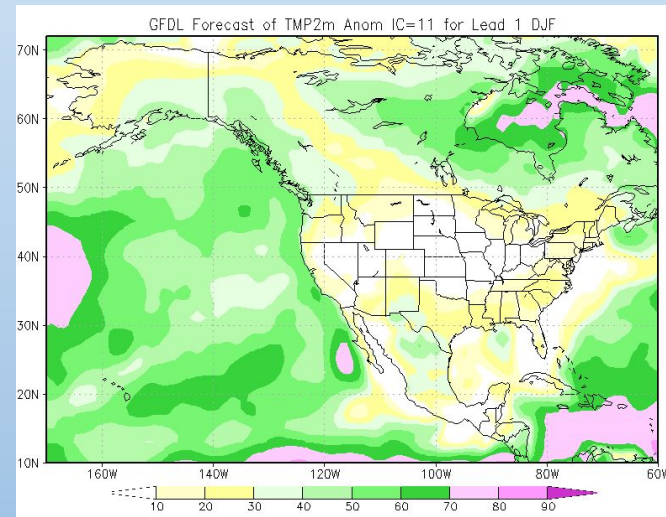 GFDL Forecast of TMP2m Anom IC=11 for Lead 1 DJF
70N
60N
50N
40N
30N
20N
10N
160W 140W 120W 100W 80W 60W
10 20 30 40 50 60 70 80 90